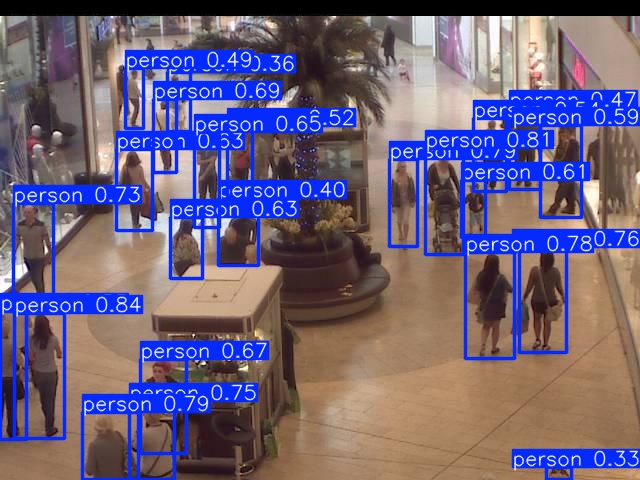 person 0.49
0.36
person 0.69
person 0.47
person 0.59
person 0.65
0.52
person 0.63
person 0.81
0.79
person 0.61
person 0.73
person 0.40
person 0.63
person 0.78
0.76
person 0.84
person 0.67
person 0.75
person 0.79
person 0.33